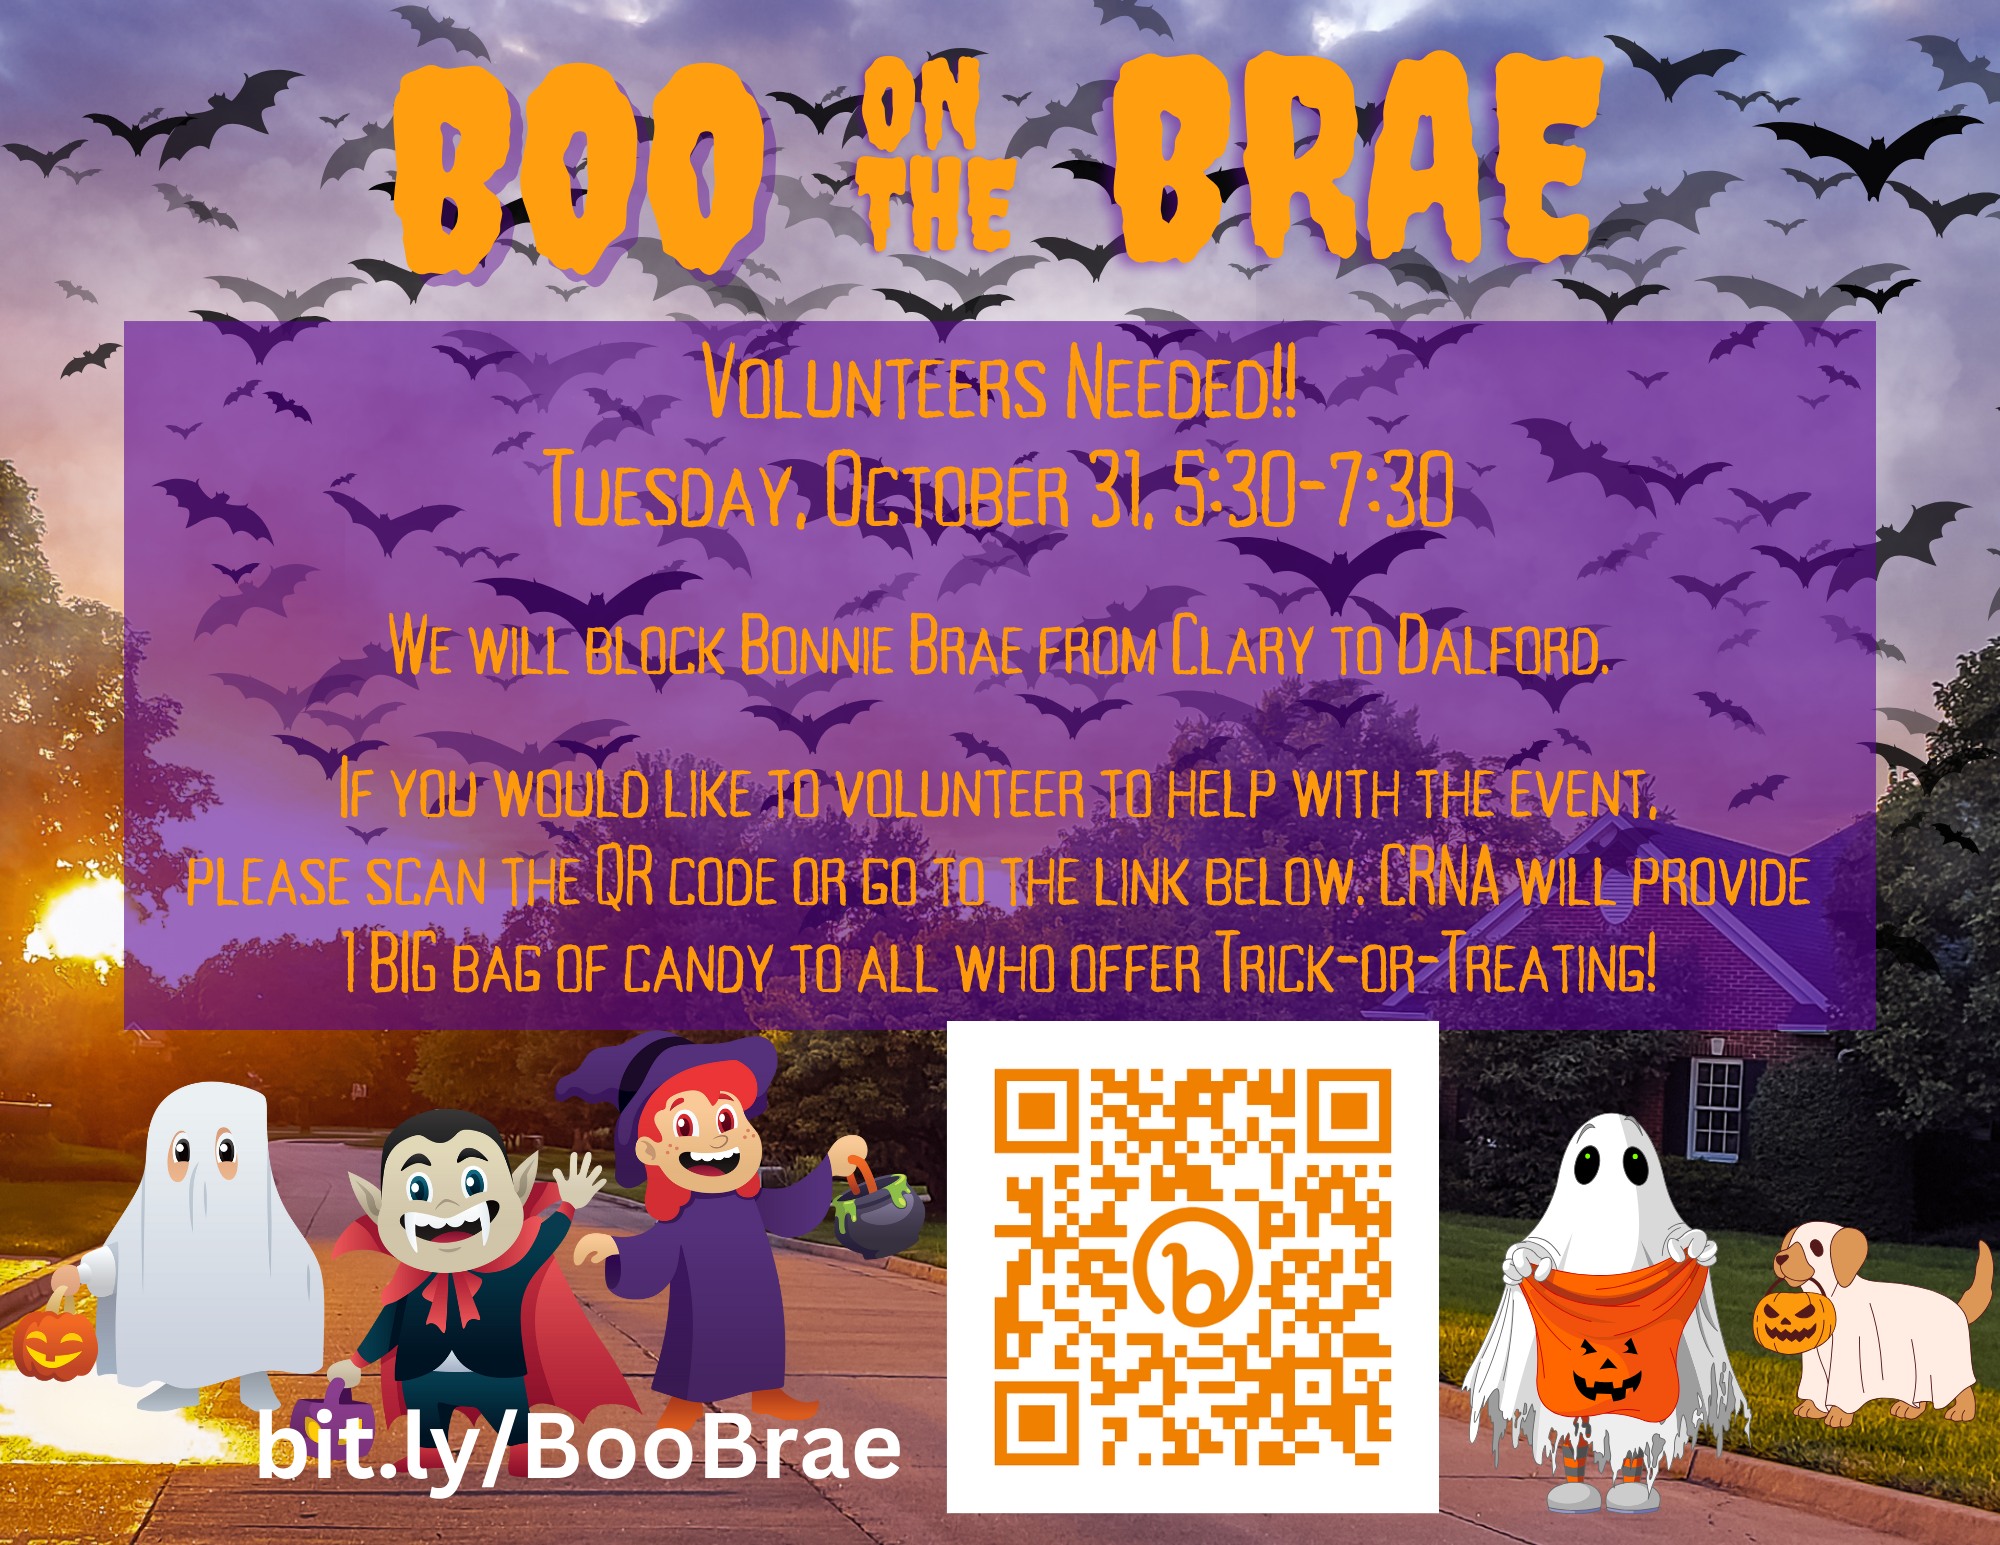 BOO ON THE BRAE
Volunteers Needed!!
Tuesday, October 31, 5:30-7:30
We will block Bonnie Brae from Clary to Dalford.
If you would like to volunteer to help with the event,
please scan the QR code or go to the link below. CRNA will provide
1 BIG bag of candy to all who offer Trick-or-Treating!
b
bit.ly/BooBrae